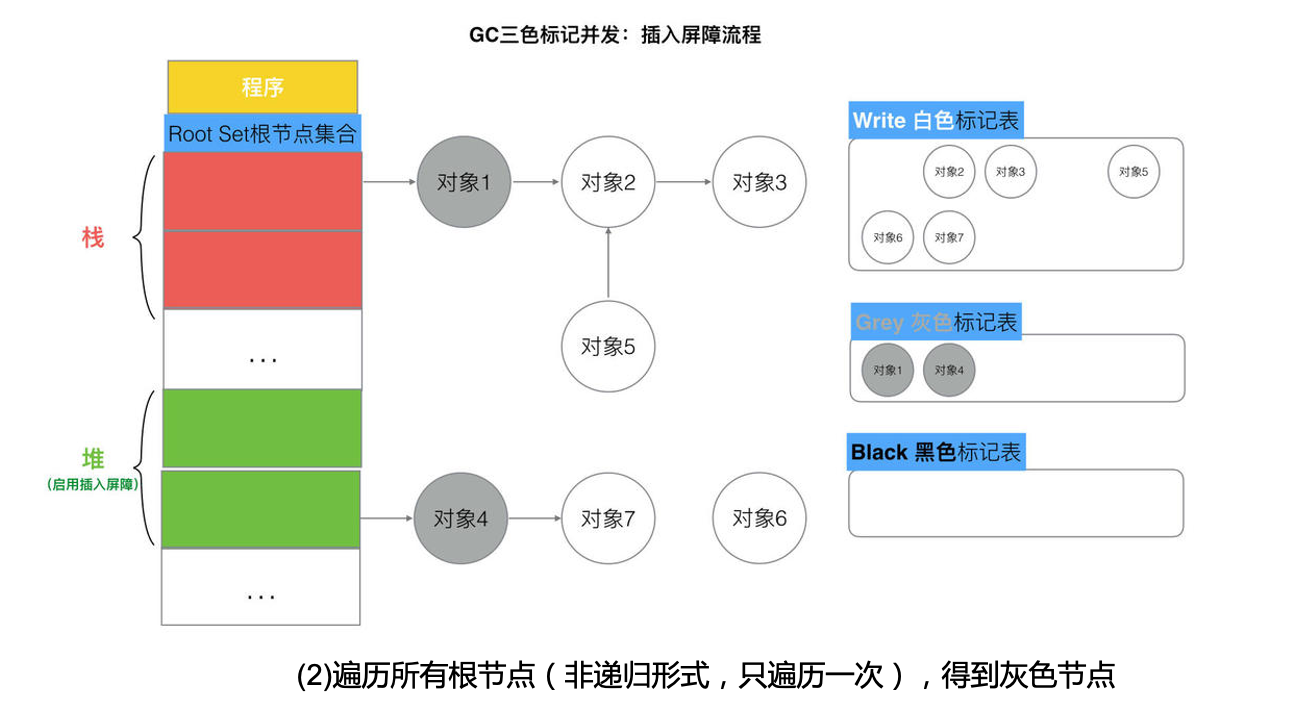 GC三色标记并发：插入屏障流程
程序
Root Set根节点集合
栈
...
堆
（启用插入屏障）
...
对象1
对象2
对象3
对象5
对象4
对象7
对象6
Write 白色标记表
对象2 对象3 对象5
对象6 对象7
Grey 灰色标记表
对象1 对象4
Black 黑色标记表
(2)遍历所有根节点（非递归形式，只遍历一次），得到灰色节点